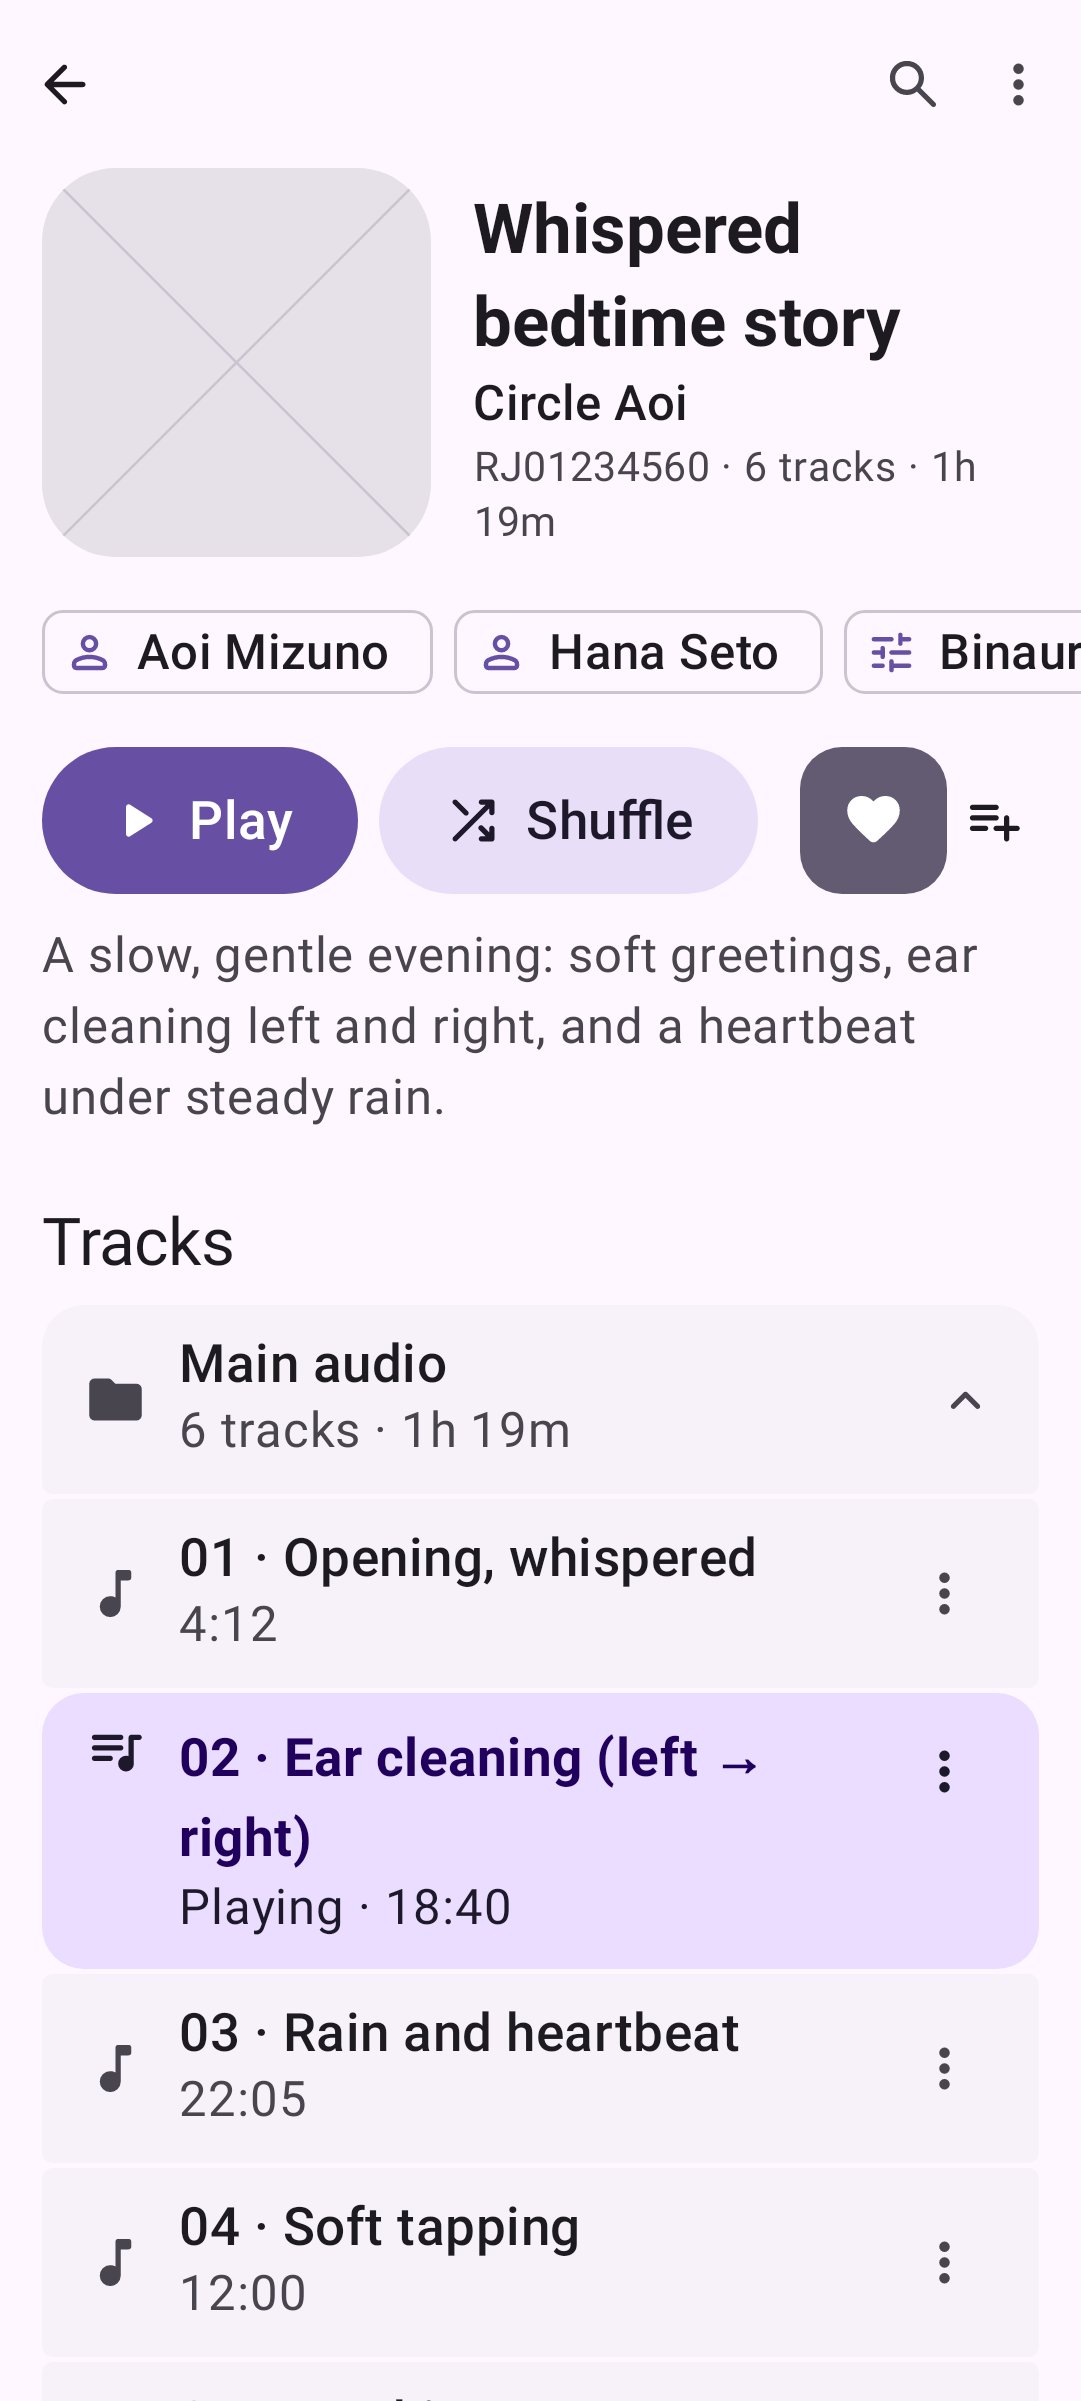 Whispered
bedtime story
Circle Aoi
RJ01234560 · 6 tracks · 1h
19m
Aoi Mizuno
Hana Seto
Play
Shuffle
A slow, gentle evening: soft greetings, ear
cleaning left and right, and a heartbeat
under steady rain.
Tracks
Main audio
6 tracks · 1h 19m
01 · Opening, whispered
4:12
02 · Ear cleaning (left →
right)
Playing · 18:40
03 · Rain and heartbeat
22:05
04 · Soft tapping
12:00